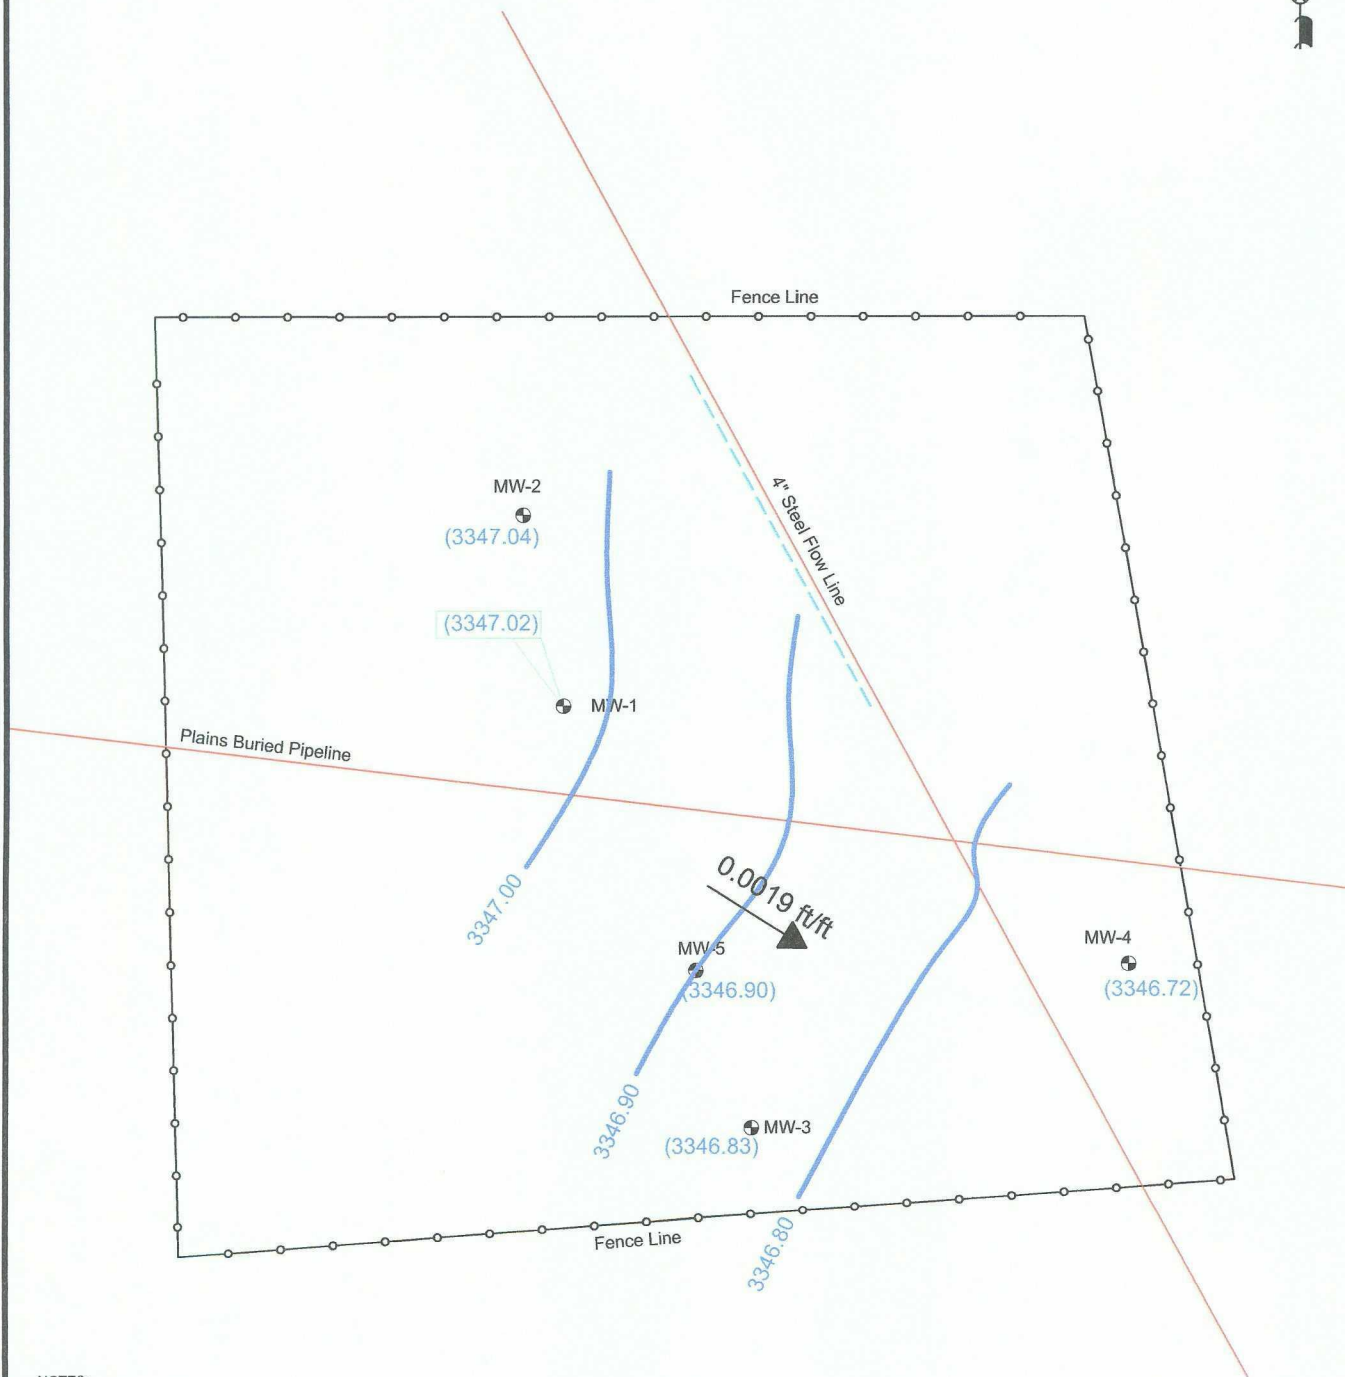 Fence Line
MW-2
(3347.04)
4" Steel Flow Line
(3347.02)
MW-1
Plains Buried Pipeline
0.0019 ft/ft
3347.00
MW-4
MW-5
(3346.90)
(3346.72)
3346.90
MW-3
(3346.83)
3346.80
Fence Line